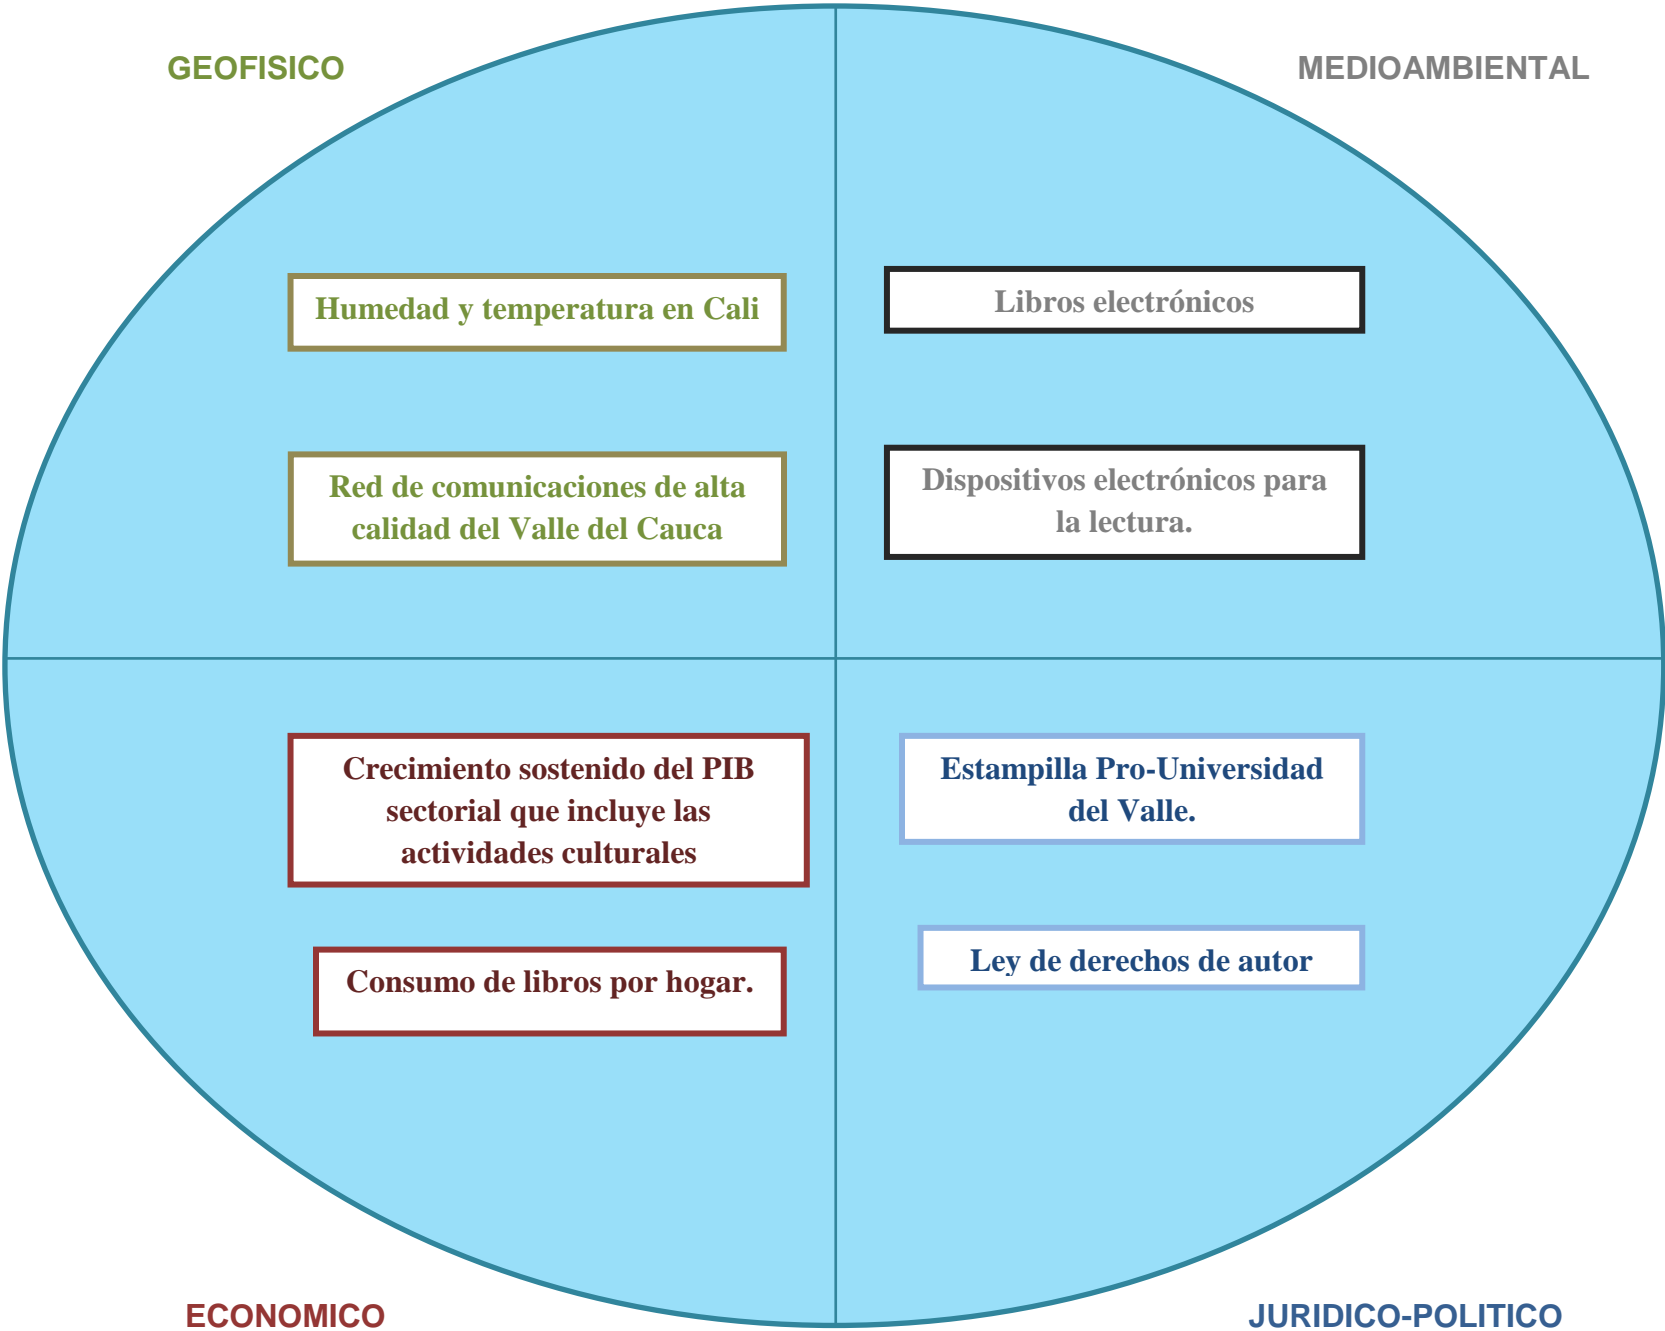 GEOFISICO
MEDIOAMBIENTAL
Humedad y temperatura en Cali
Libros electrónicos
Red de comunicaciones de alta
calidad del Valle del Cauca
Dispositivos electrónicos para
la lectura.
Crecimiento sostenido del PIB
sectorial que incluye las
actividades culturales
Estampilla Pro-Universidad
del Valle.
Consumo de libros por hogar.
Ley de derechos de autor
ECONOMICO
JURIDICO-POLITICO